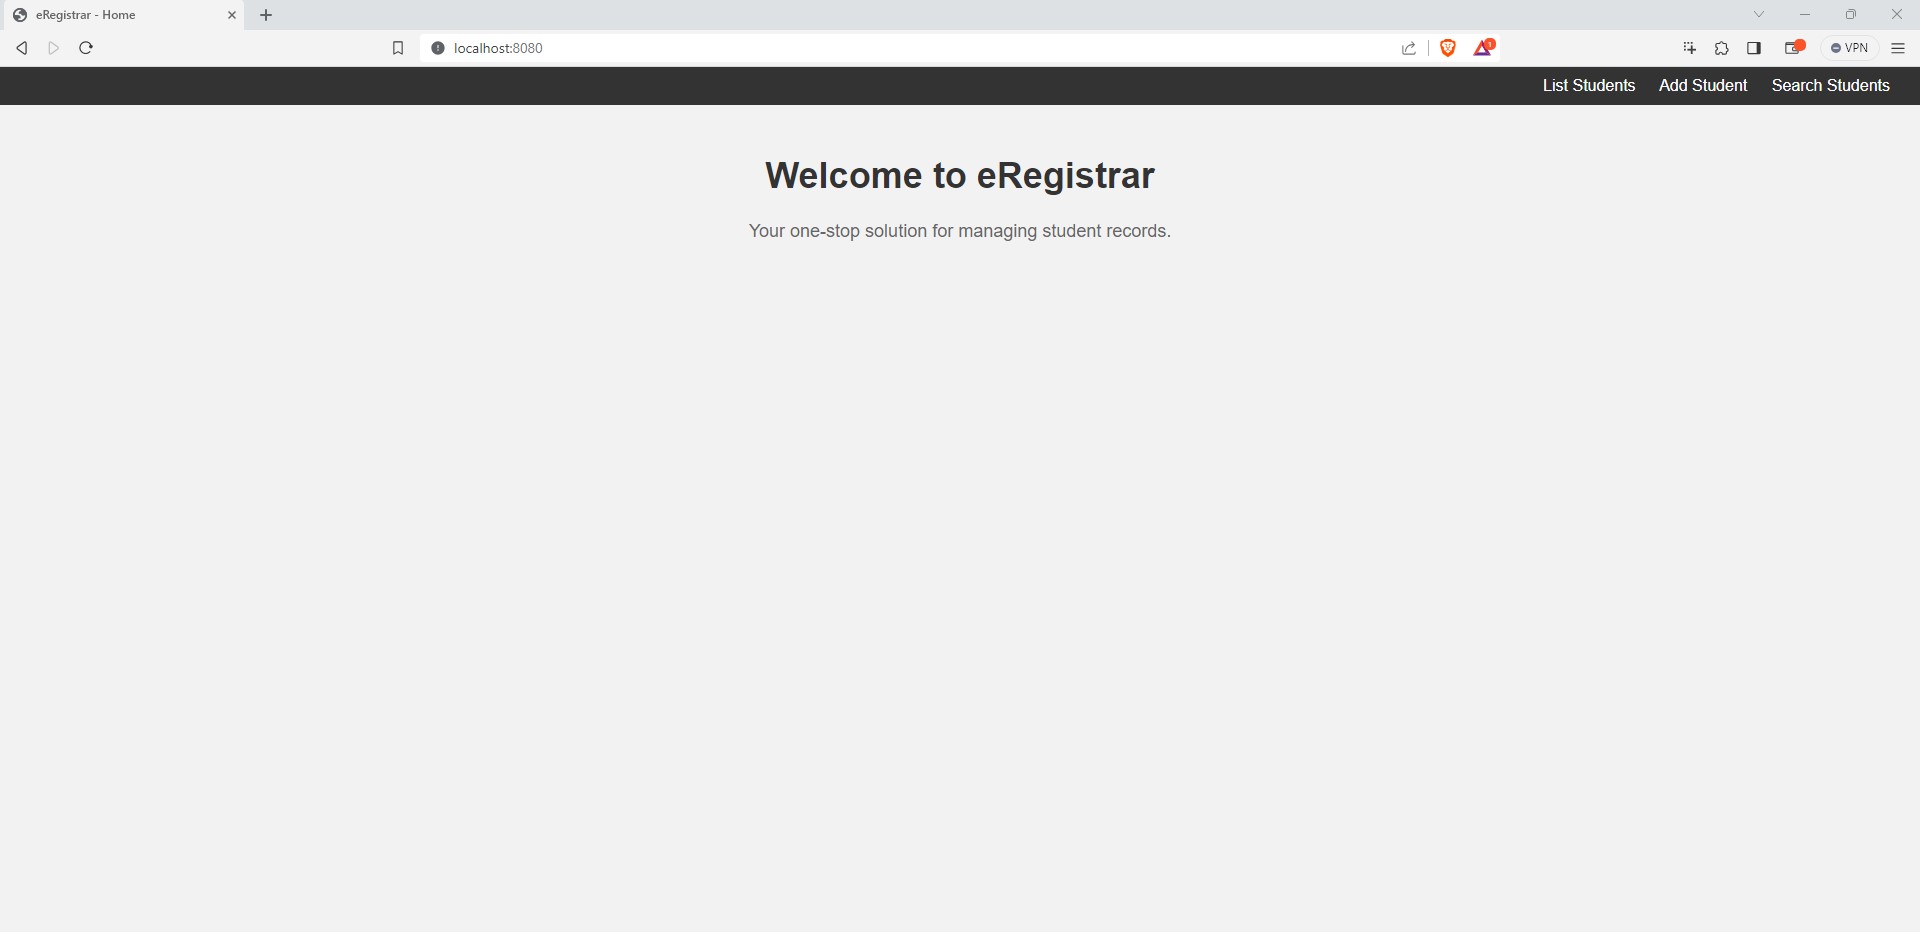 eRegistrar - Home
localhost:8080
1
VPN
List Students Add Student Search Students
Welcome to eRegistrar
Your one-stop solution for managing student records.